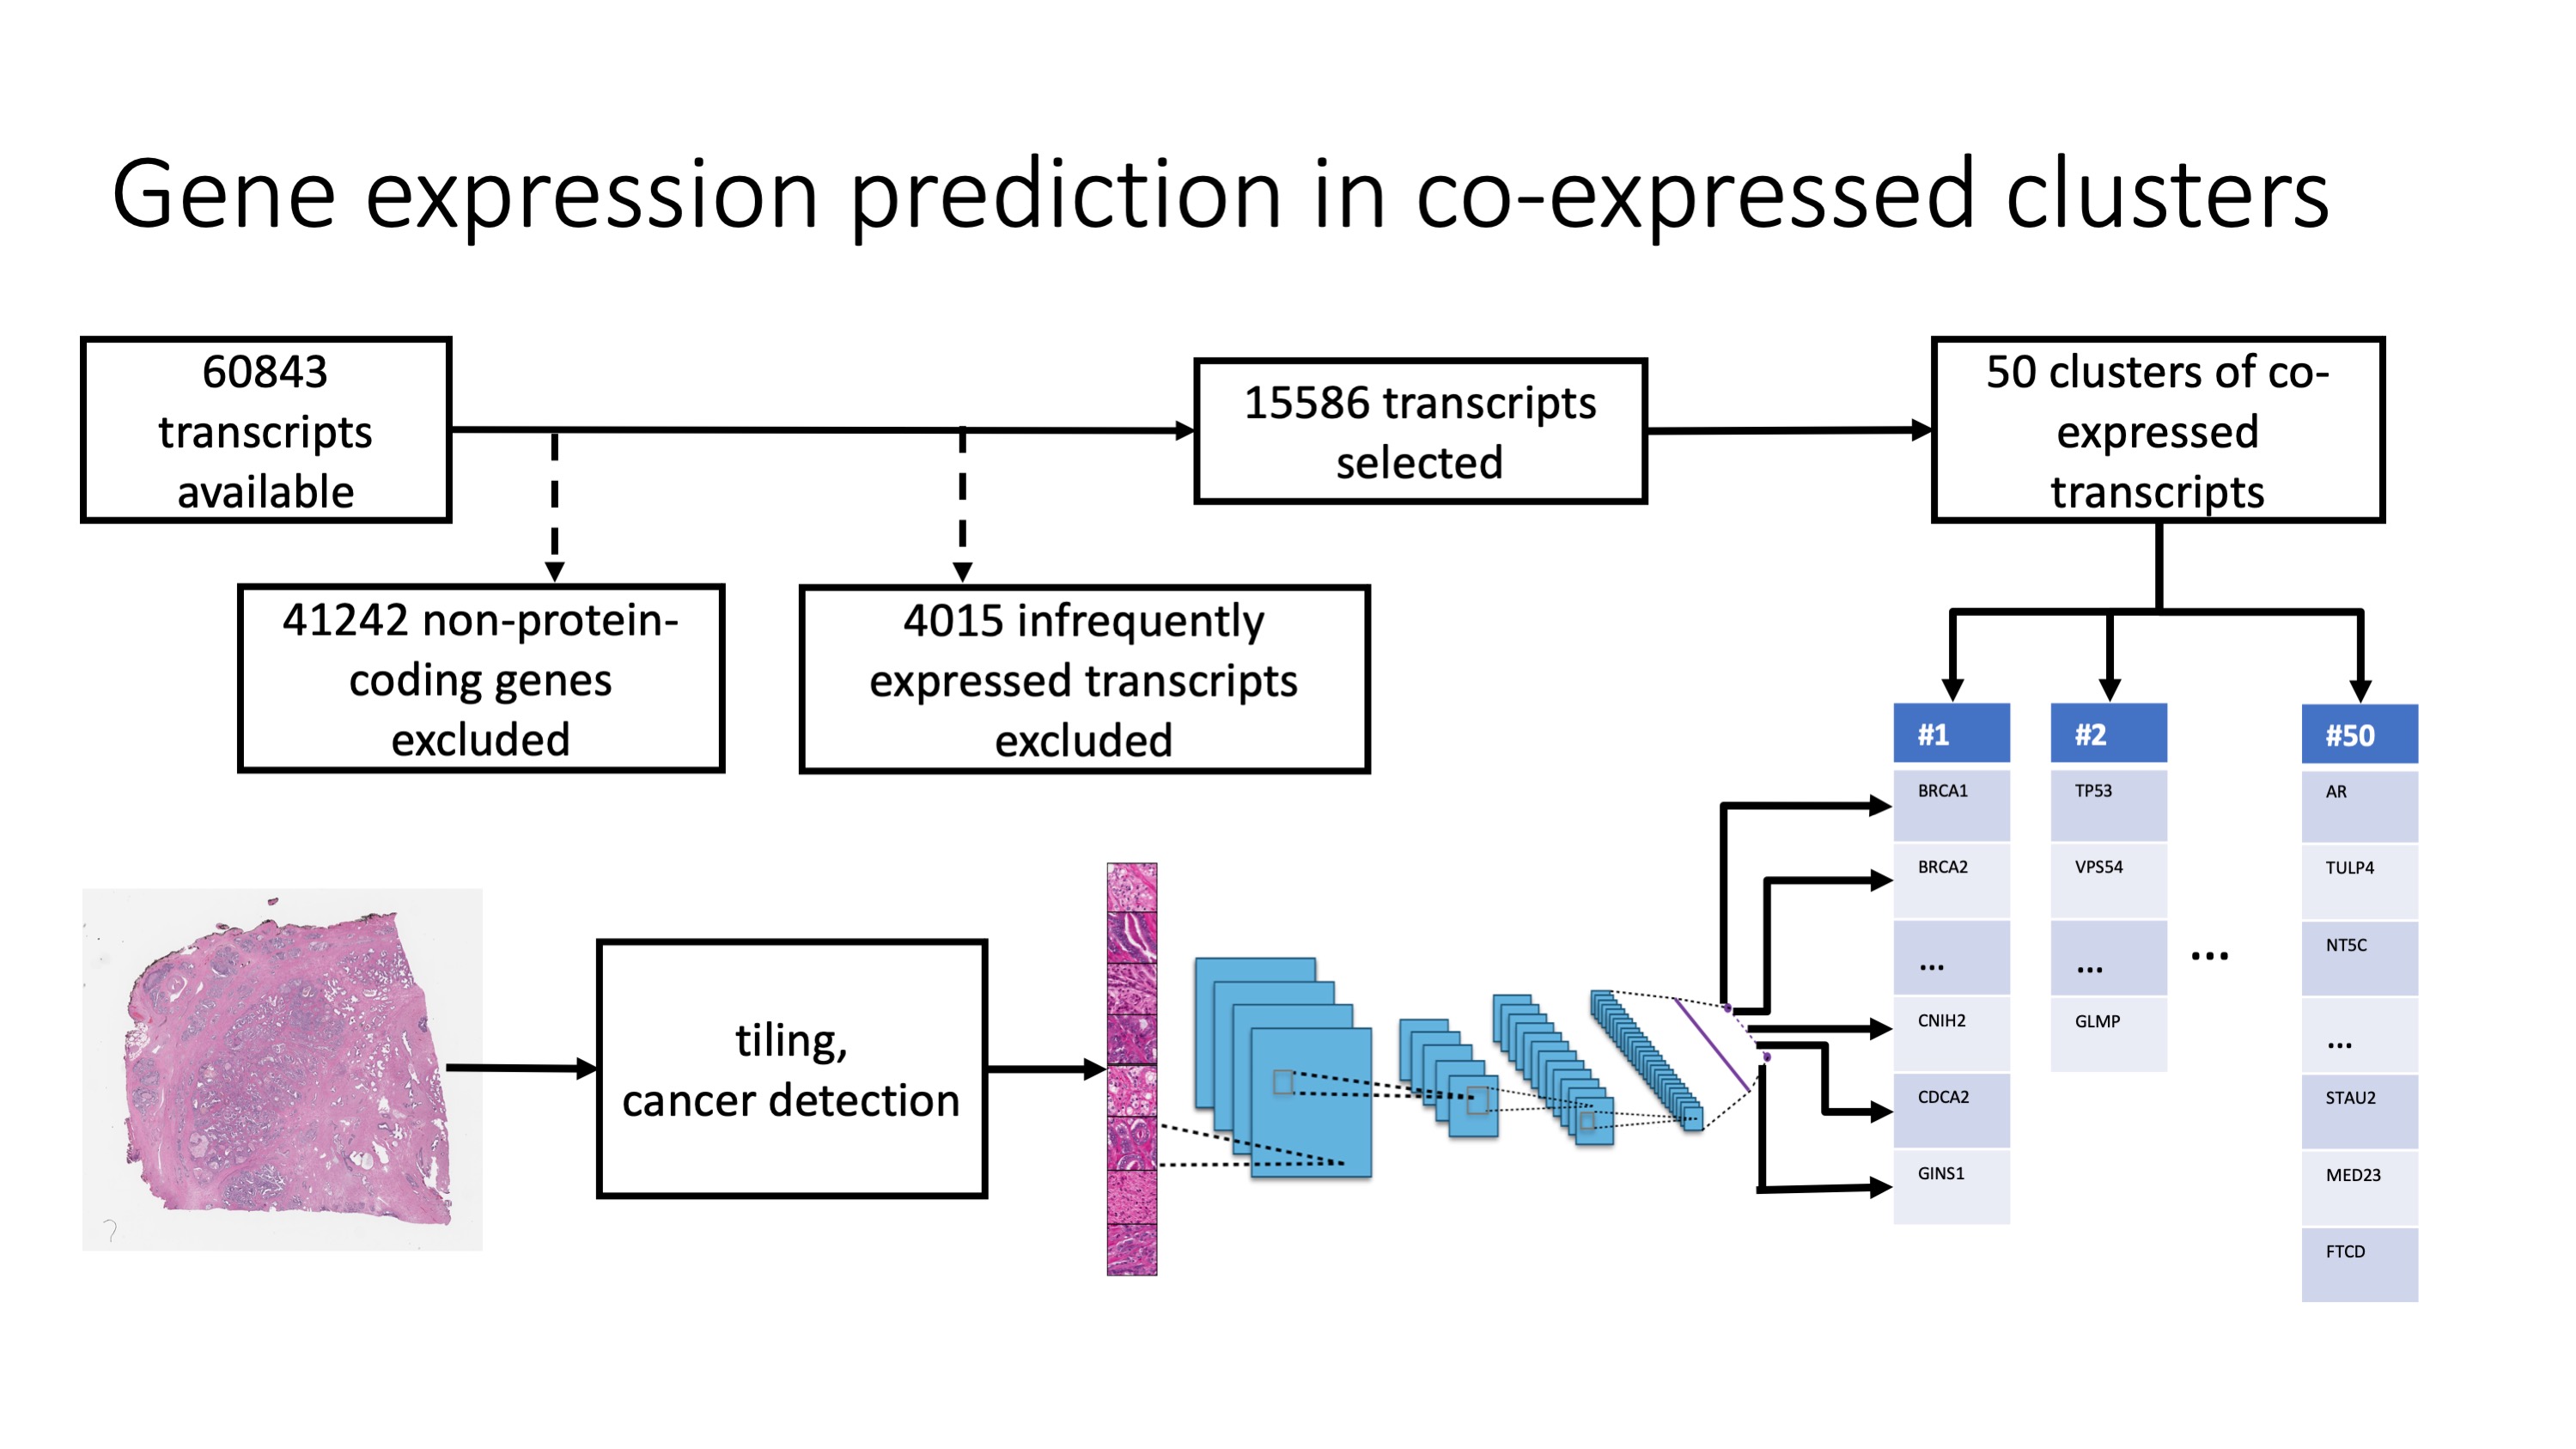 Gene expression prediction in co-expressed clusters
60843
transcripts
available
15586 transcripts
selected
50 clusters of co-
expressed
transcripts
41242 non-protein-
coding genes
excluded
4015 infrequently
expressed transcripts
excluded
tiling,
cancer detection
#1
BRCA1
BRCA2
...
CNIH2
CDCA2
GINS1
#2
TP53
VPS54
...
GLMP
...
#50
AR
TULP4
NT5C
...
STAU2
MED23
FTCD